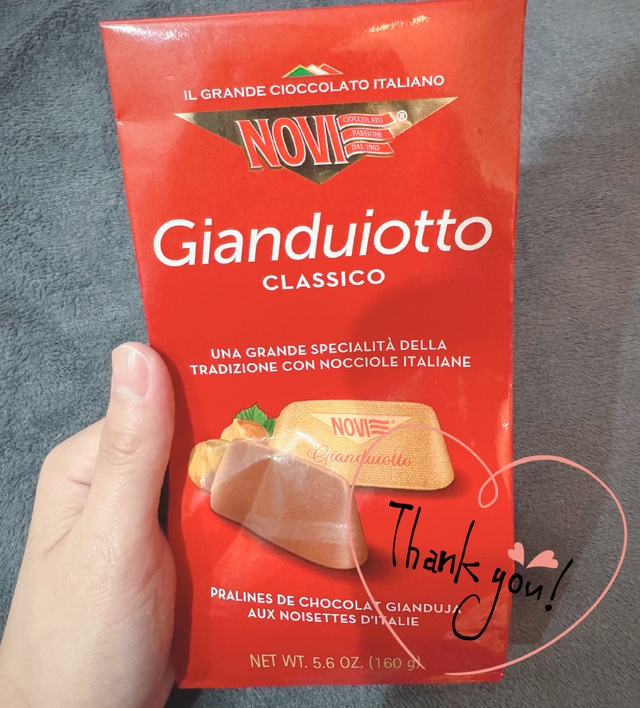 IL GRANDE CIOCCOLATO ITALIANO
NOVI ®
CIOCCOLATO
PASSIONE
DAL 1903
Gianduiotto
CLASSICO
UNA GRANDE SPECIALITÀ DELLA
TRADIZIONE CON NOCCIOLE ITALIANE
NOVI
Gianduiotto
Thank you!
PRALINES DE CHOCOLAT GIANDUJA
AUX NOISETTES D'ITALIE
NET WT. 5.6 OZ. (160 g)